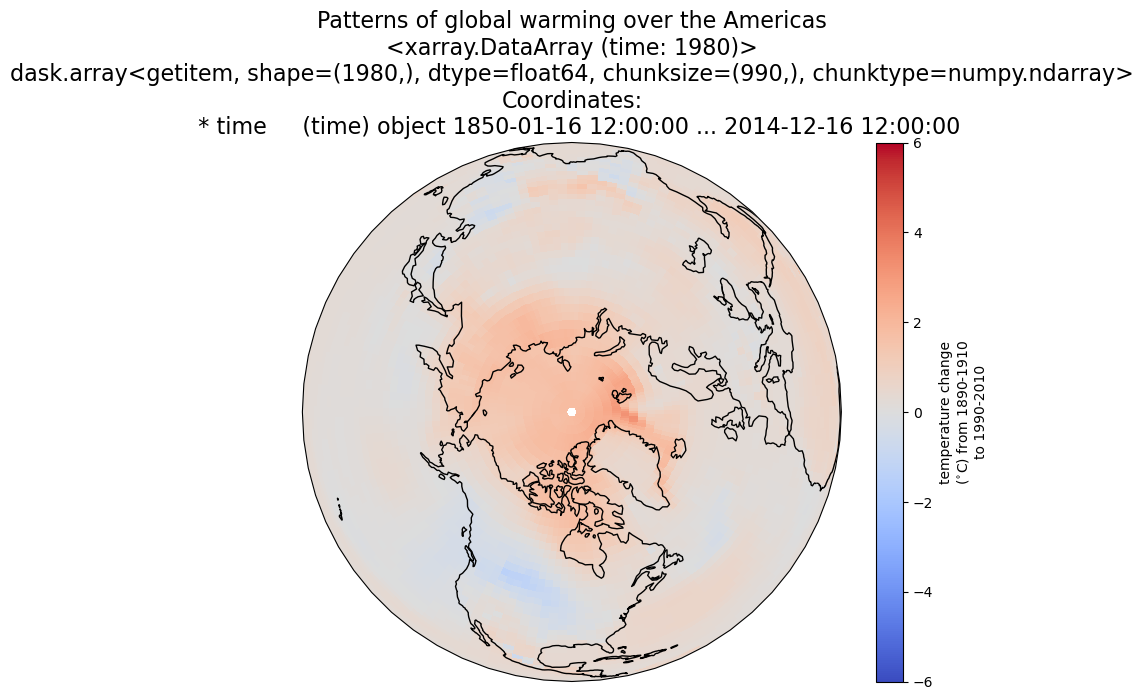 Patterns of global warming over the Americas
<xarray.DataArray (time: 1980)>
dask.array<getitem, shape=(1980,), dtype=float64, chunksize=(990,), chunktype=numpy.ndarray>
Coordinates:
* time     (time) object 1850-01-16 12:00:00 ... 2014-12-16 12:00:00
6
4
2
0
−2
−4
−6
temperature change
(°C) from 1890-1910
to 1990-2010